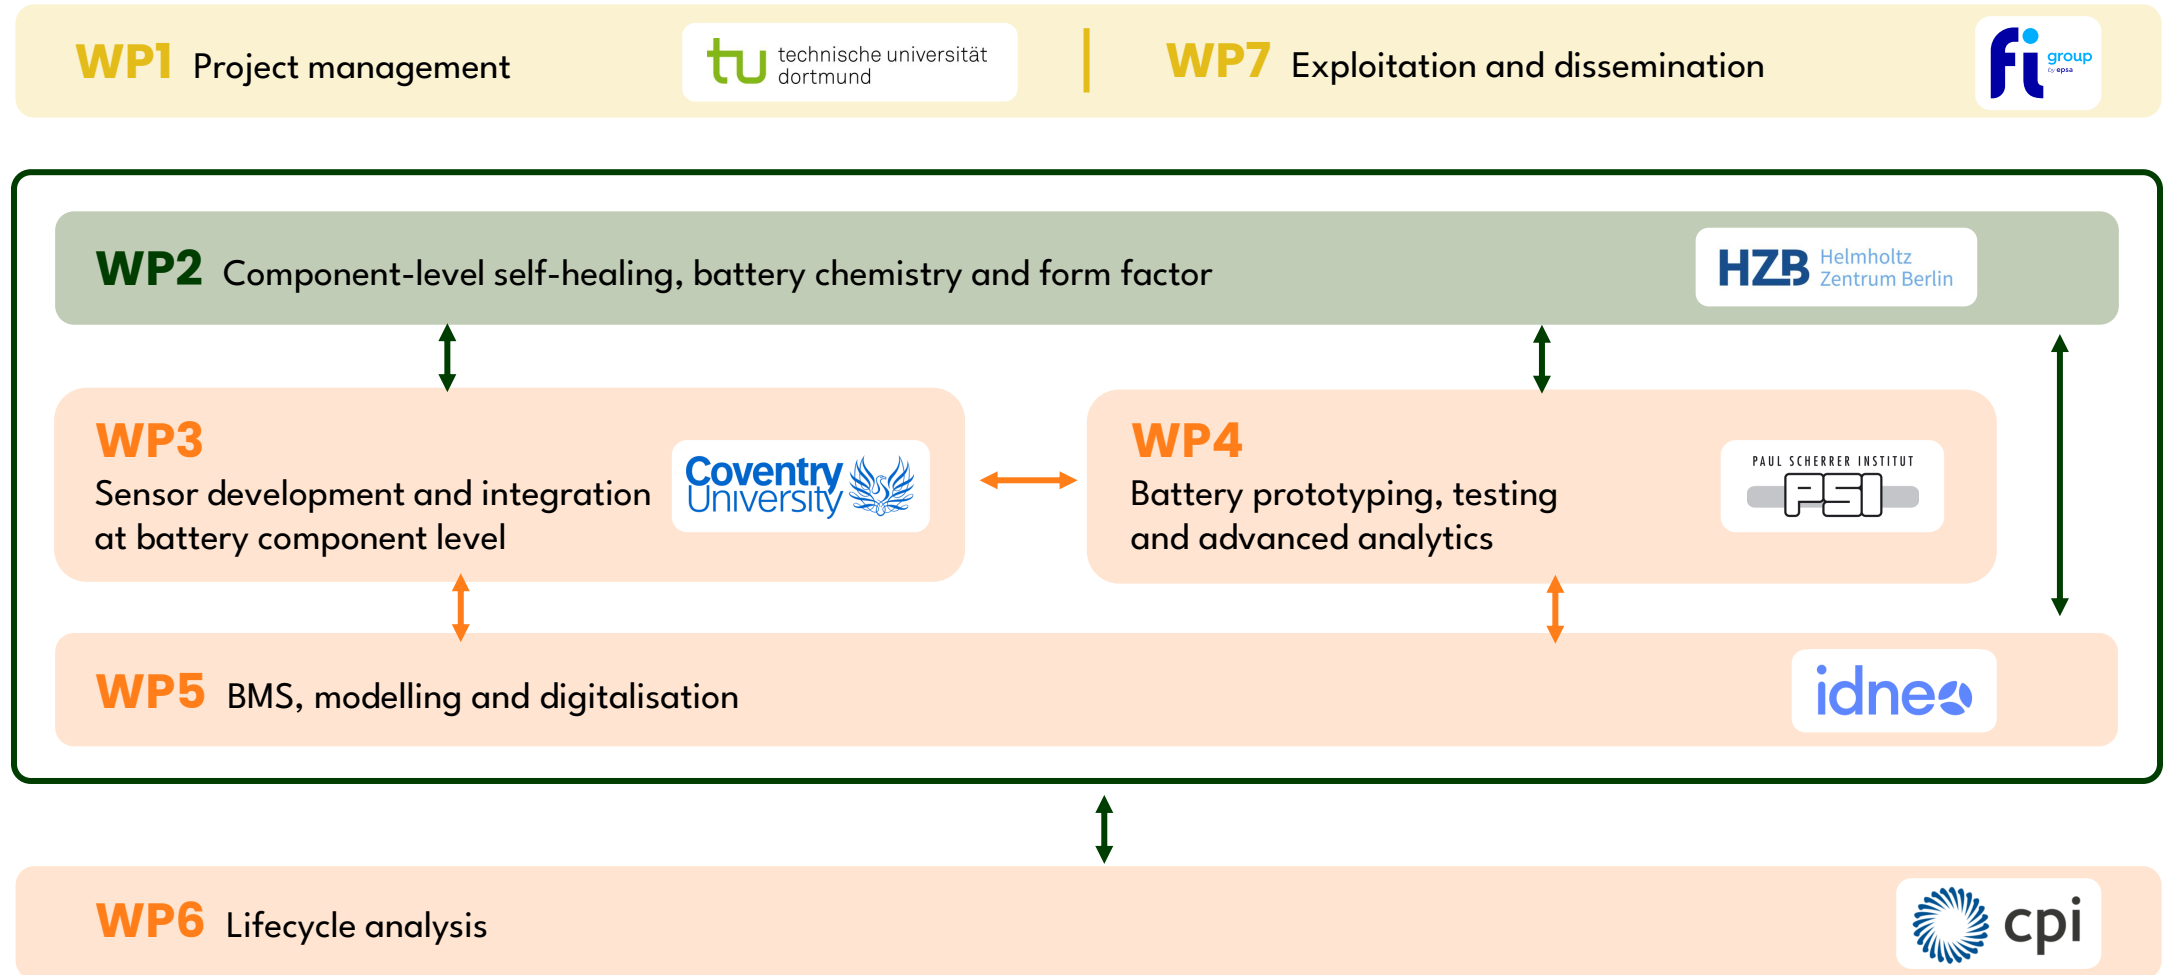 WP1 Project management
technische universität
dortmund
WP7 Exploitation and dissemination
fi group
by epsa
WP2 Component-level self-healing, battery chemistry and form factor
HZB Helmholtz
Zentrum Berlin
WP3
Sensor development and integration
at battery component level
Coventry
University
WP4
Battery prototyping, testing
and advanced analytics
PAUL SCHERRER INSTITUT
PSI
WP5 BMS, modelling and digitalisation
idneo
WP6 Lifecycle analysis
cpi